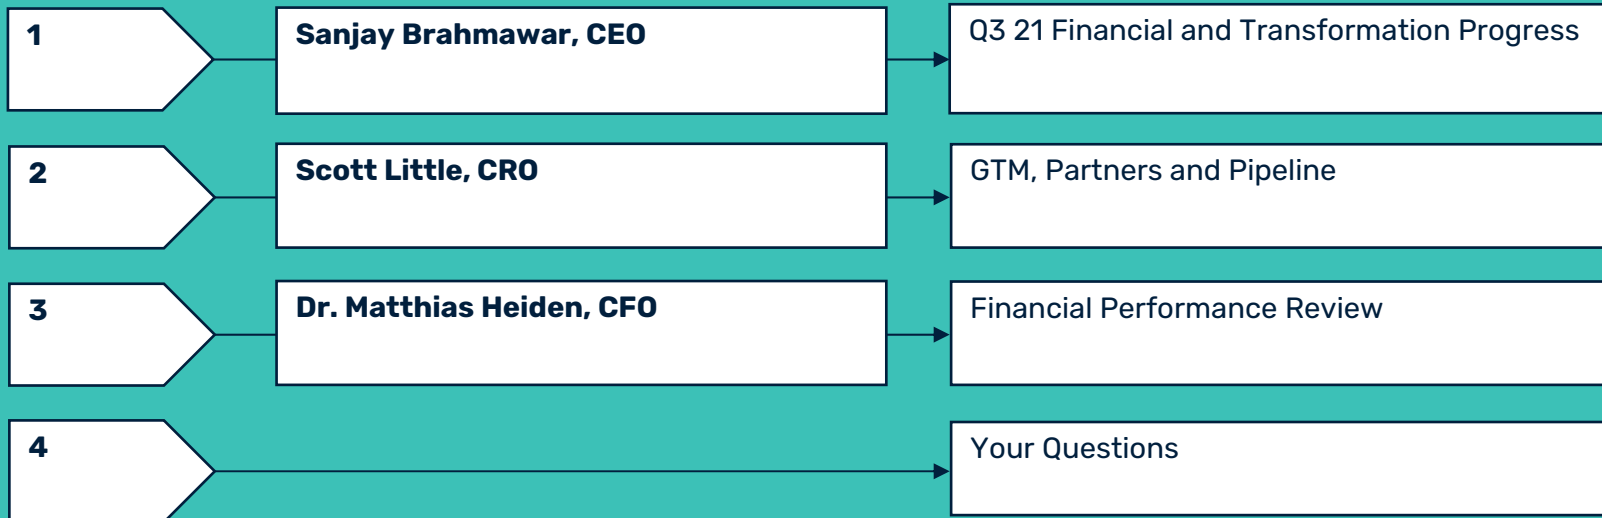 1
Sanjay Brahmawar, CEO
Q3 21 Financial and Transformation Progress
2
Scott Little, CRO
GTM, Partners and Pipeline
3
Dr. Matthias Heiden, CFO
Financial Performance Review
4
Your Questions